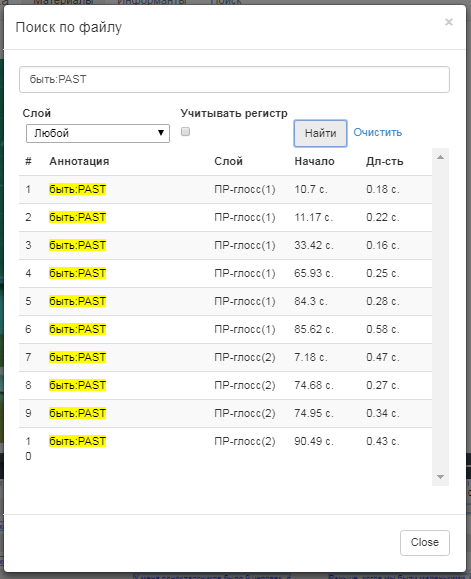 Материалы Информанты Поиск
Поиск по файлу ×
быть:PAST
Слой Учитывать регистр
Любой Найти Очистить
# Аннотация Слой Начало Дл-сть
1 быть:PAST ПР-глосс(1) 10.7 с. 0.18 с.
2 быть:PAST ПР-глосс(1) 11.17 с. 0.22 с.
3 быть:PAST ПР-глосс(1) 33.42 с. 0.16 с.
4 быть:PAST ПР-глосс(1) 65.93 с. 0.25 с.
5 быть:PAST ПР-глосс(1) 84.3 с. 0.28 с.
6 быть:PAST ПР-глосс(1) 85.62 с. 0.58 с.
7 быть:PAST ПР-глосс(2) 7.18 с. 0.47 с.
8 быть:PAST ПР-глосс(2) 74.68 с. 0.27 с.
9 быть:PAST ПР-глосс(2) 74.95 с. 0.34 с.
10 быть:PAST ПР-глосс(2) 90.49 с. 0.43 с.
Close